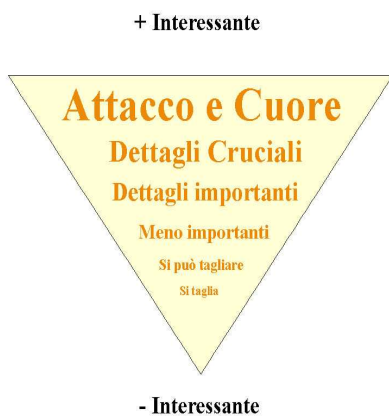 + Interessante
Attacco e Cuore
Dettagli Cruciali
Dettagli importanti
Meno importanti
Si può tagliare
Si taglia
- Interessante